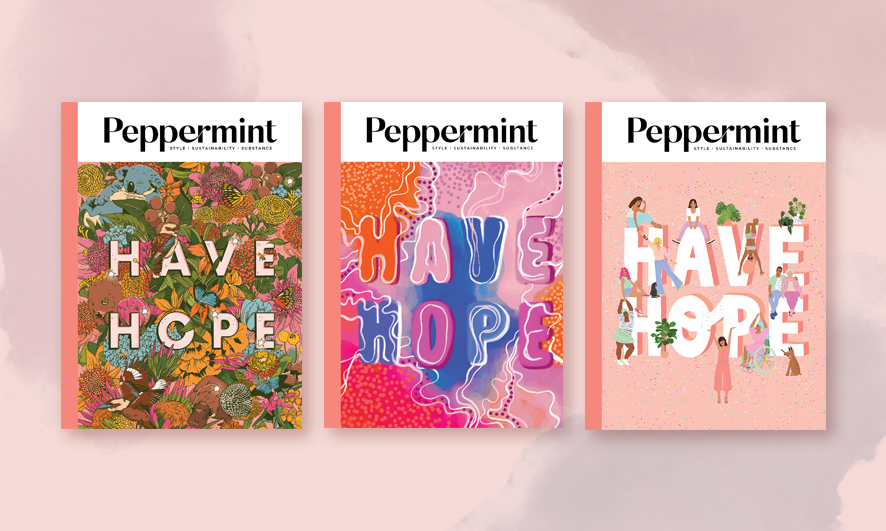 Peppermint
STYLE • SUSTAINABILITY • SUBSTANCE
HAVE
HOPE
Peppermint
STYLE • SUSTAINABILITY • SUBSTANCE
HAVE
HOPE
Peppermint
STYLE • SUSTAINABILITY • SUBSTANCE
HAVE
HOPE